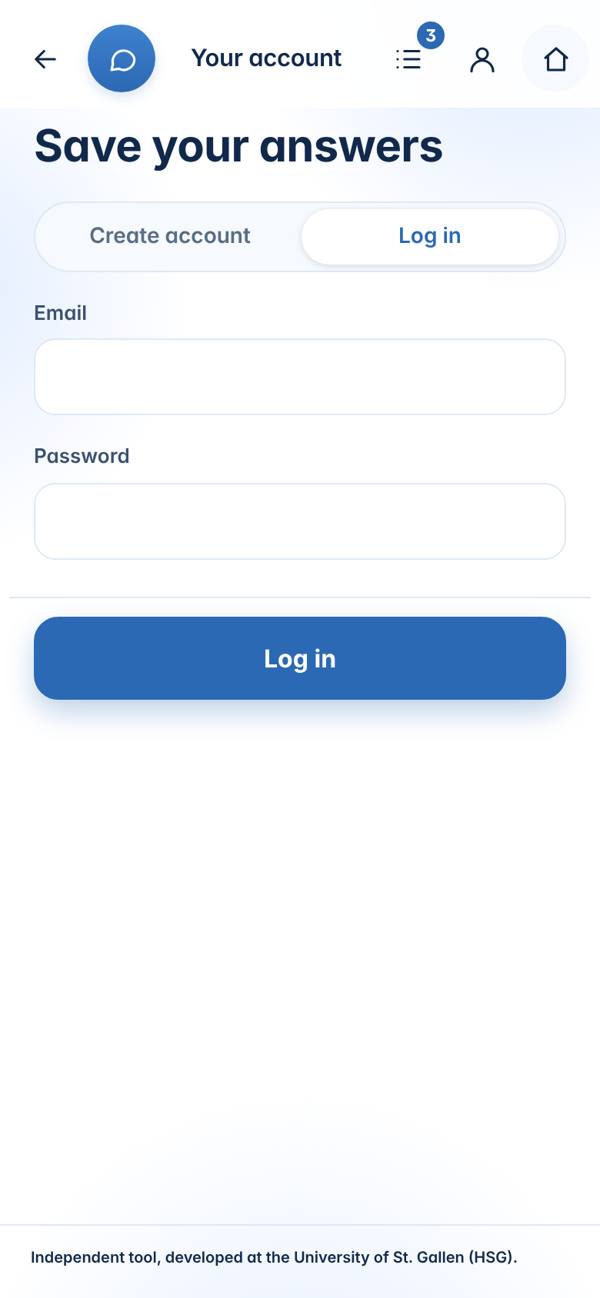 3
Your account
Save your answers
Create account
Log in
Email
Password
Log in
Independent tool, developed at the University of St. Gallen (HSG).